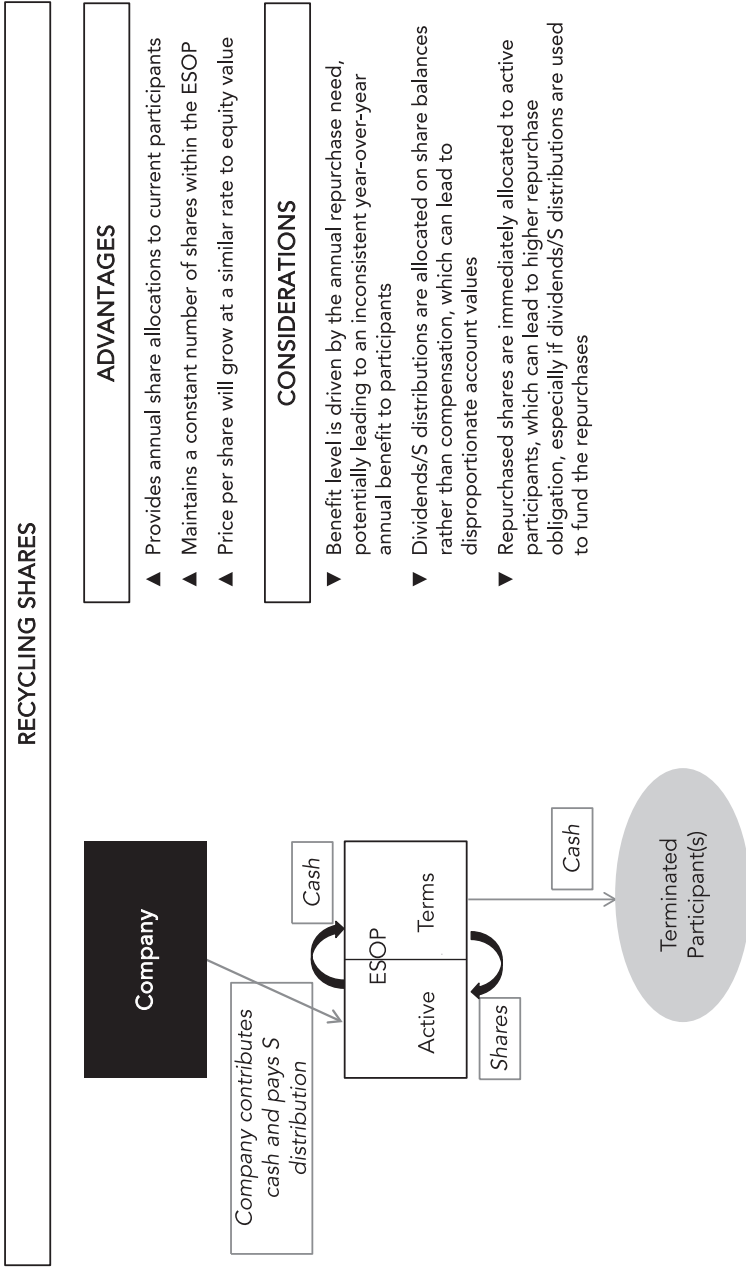 RECYCLING SHARES
Company
Company contributes
cash and pays S
distribution
Cash
ESOP
Active
Terms
Shares
Cash
Terminated
Participant(s)
ADVANTAGES
▲ Provides annual share allocations to current participants
▲ Maintains a constant number of shares within the ESOP
▲ Price per share will grow at a similar rate to equity value
CONSIDERATIONS
▼ Benefit level is driven by the annual repurchase need,
potentially leading to an inconsistent year-over-year
annual benefit to participants
▼ Dividends/S distributions are allocated on share balances
rather than compensation, which can lead to
disproportionate account values
▼ Repurchased shares are immediately allocated to active
participants, which can lead to higher repurchase
obligation, especially if dividends/S distributions are used
to fund the repurchases